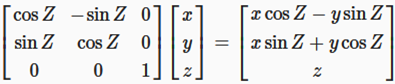 [cos Z −sin Z 0] [x] [x cos Z − y sin Z]
[sin Z cos Z 0] [y] = [x sin Z + y cos Z]
[0 0 1] [z] [z]